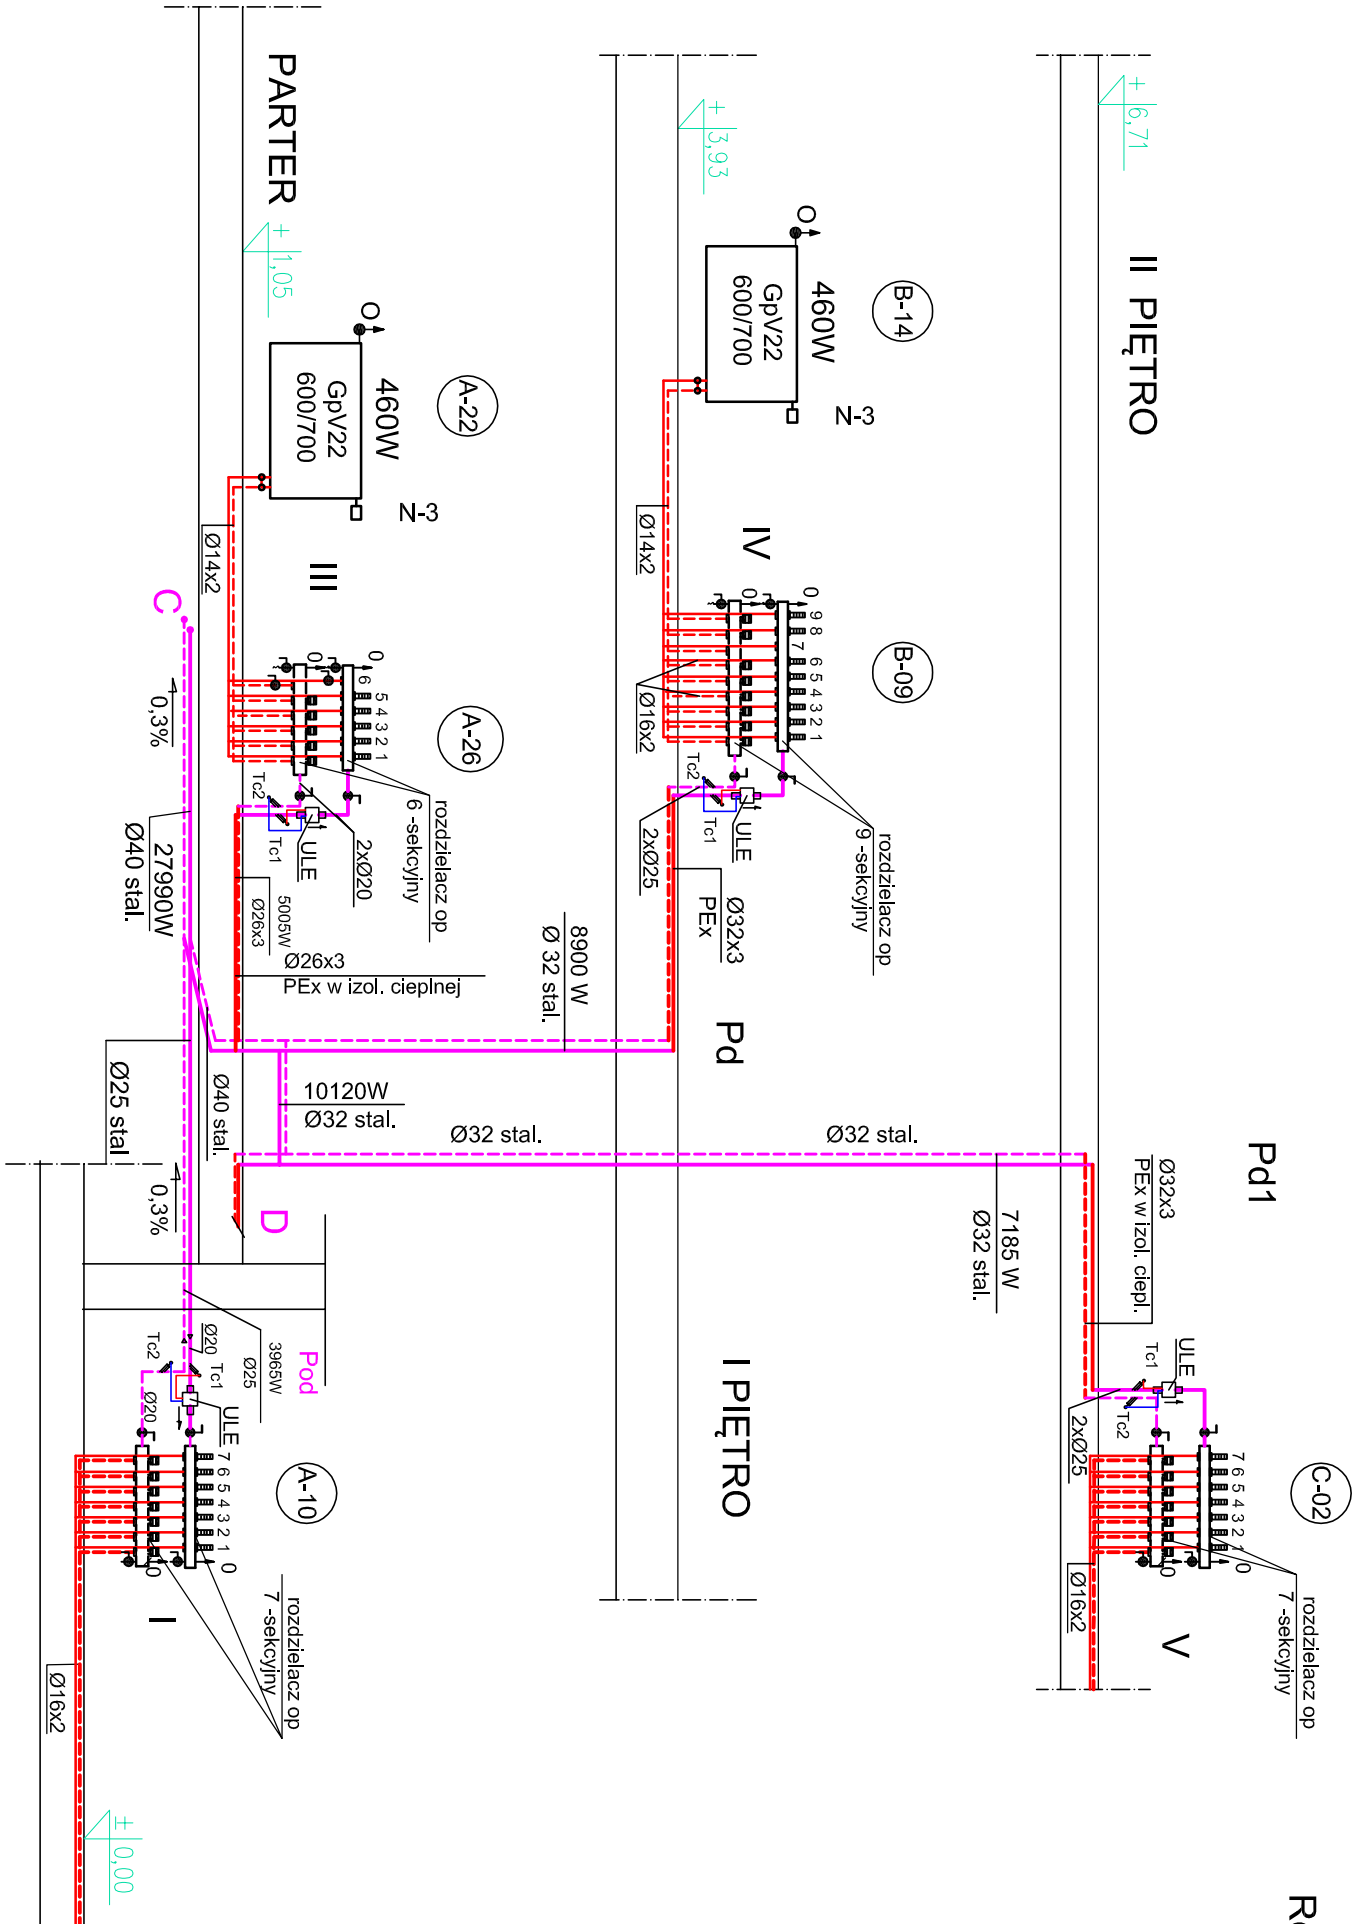 Re
Pd1
C-02
rozdzielacz op
7 -sekcyjny
V
Ø32x3
PEx w izol. ciepl.
ULE
Tc1
Tc2
2xØ25
7 6 5 4 3 2 1
0
0
Ø16x2
II PIĘTRO
+
6,71
7185 W
Ø32 stal.
Ø32 stal.
Ø32 stal.
B-14
460W
GpV22
600/700
O
N-3
B-09
IV
0
0
9 8 7 6 5 4 3 2 1
rozdzielacz op
9 -sekcyjny
ULE
Tc1
Tc2
2xØ25
Ø32x3
PEx
Pd
Ø14x2
Ø16x2
+
3,93
I PIĘTRO
8900 W
Ø 32 stal.
A-22
460W
GpV22
600/700
O
N-3
III
A-26
0
0
6 5 4 3 2 1
rozdzielacz op
6 -sekcyjny
2xØ20
ULE
Tc1
Tc2
5005W
Ø26x3
Ø26x3
PEx w izol. cieplnej
10120W
Ø32 stal.
D
PARTER
+
1,05
Ø14x2
C
0,3%
27990W
Ø40 stal.
Ø40 stal.
Ø25 stal
0,3%
Pod
3965W
Ø25
Ø20
Tc1
Tc2
Ø20
ULE
A-10
7 6 5 4 3 2 1
0
0
I
rozdzielacz op
7 -sekcyjny
Ø16x2
±
0,00